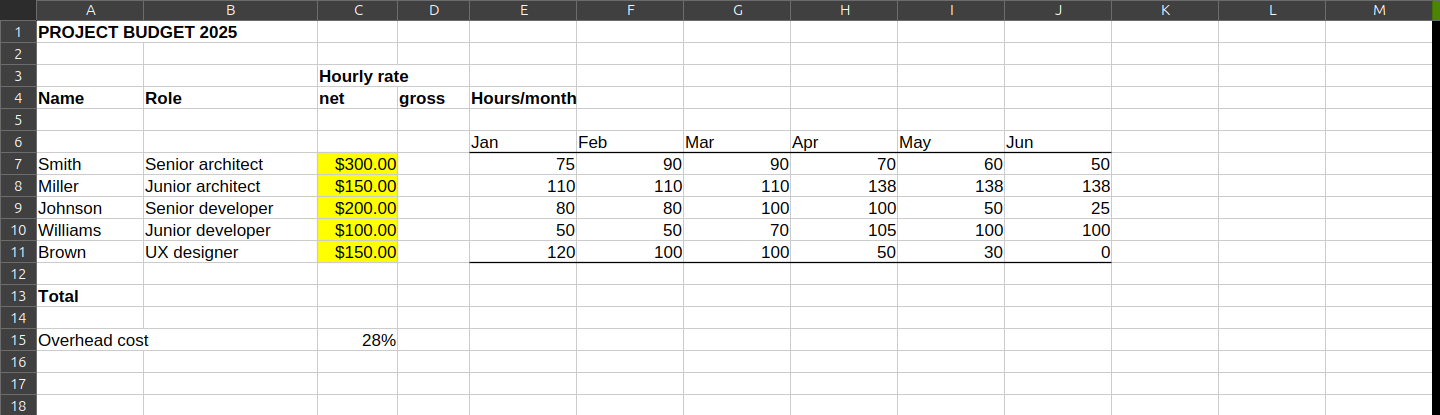 A B C D E F G H I J K L M
1 PROJECT BUDGET 2025
2
3 Hourly rate
4 Name Role net gross Hours/month
5
6 Jan Feb Mar Apr May Jun
7 Smith Senior architect $300.00 75 90 90 70 60 50
8 Miller Junior architect $150.00 110 110 110 138 138 138
9 Johnson Senior developer $200.00 80 80 100 100 50 25
10 Williams Junior developer $100.00 50 50 70 105 100 100
11 Brown UX designer $150.00 120 100 100 50 30 0
12
13 Total
14
15 Overhead cost 28%
16
17
18